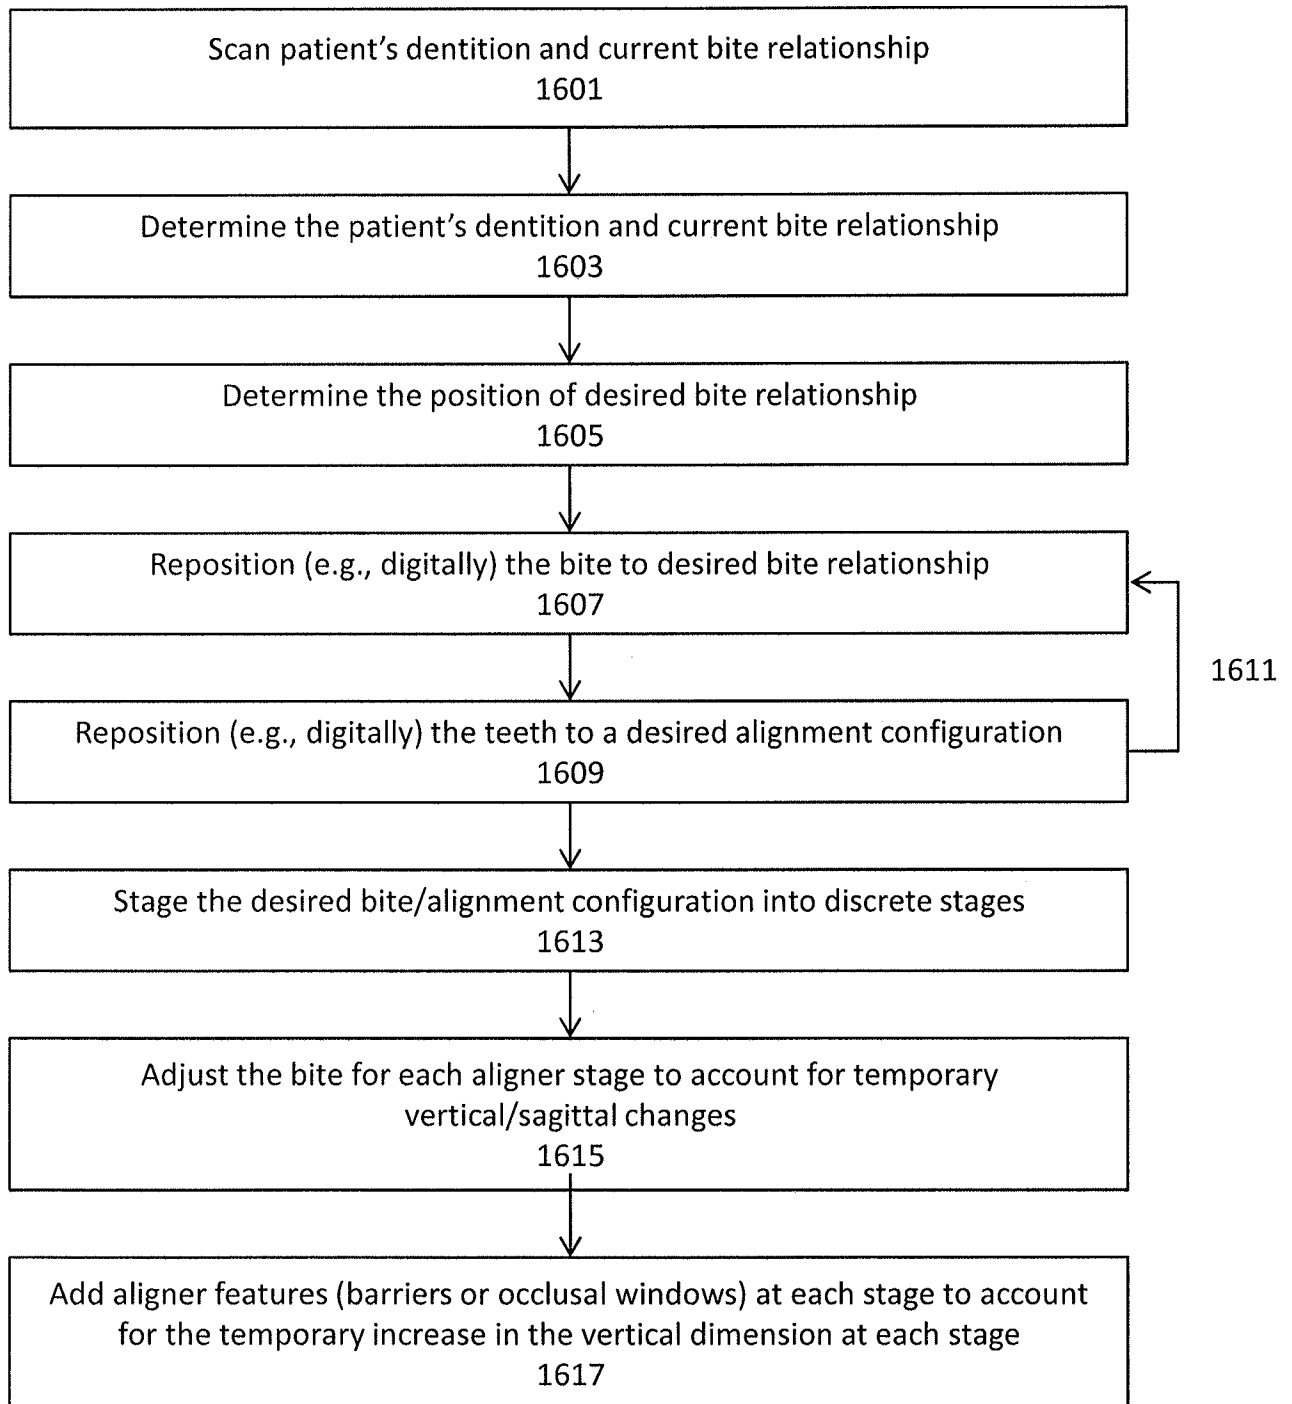 Scan patient’s dentition and current bite relationship
1601
Determine the patient’s dentition and current bite relationship
1603
Determine the position of desired bite relationship
1605
Reposition (e.g., digitally) the bite to desired bite relationship
1607
1611
Reposition (e.g., digitally) the teeth to a desired alignment configuration
1609
Stage the desired bite/alignment configuration into discrete stages
1613
Adjust the bite for each aligner stage to account for temporary
vertical/sagittal changes
1615
Add aligner features (barriers or occlusal windows) at each stage to account
for the temporary increase in the vertical dimension at each stage
1617